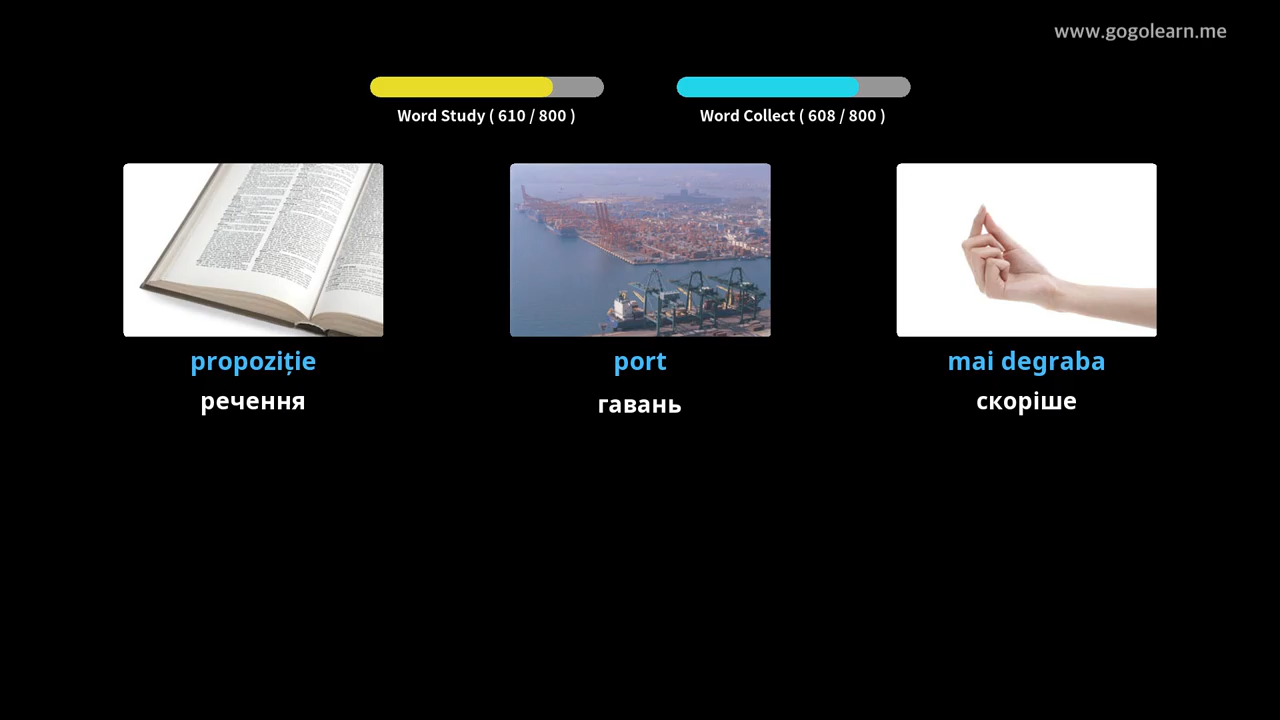 www.gogolearn.me
Word Study ( 610 / 800 )
Word Collect ( 608 / 800 )
propoziție
port
mai degraba
речення
гавань
скоріше